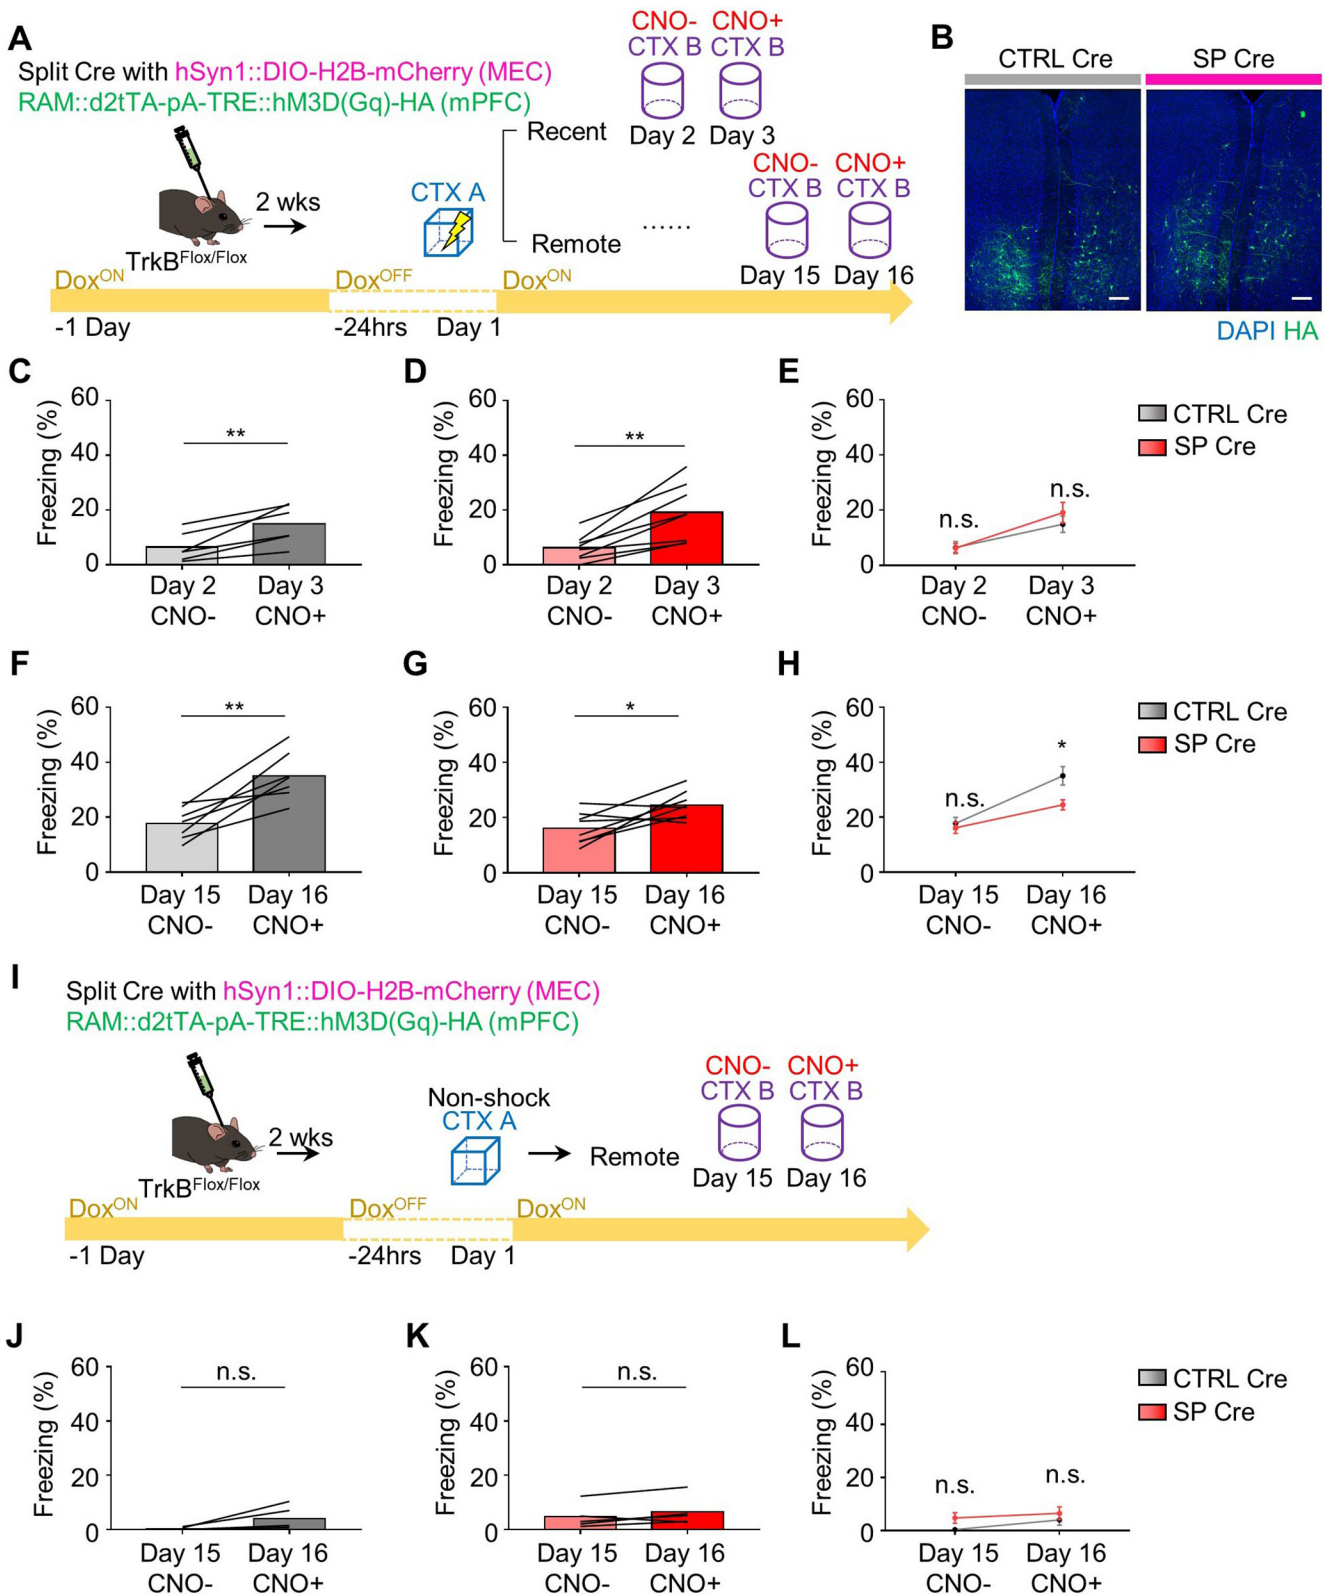 A
Split Cre with hSyn1::DIO-H2B-mCherry (MEC)
RAM::d2tTA-pA-TRE::hM3D(Gq)-HA (mPFC)
CNO- CNO+
CTX B CTX B
Day 2 Day 3
Recent
2 wks
CTX A
CNO- CNO+
CTX B CTX B
Remote
......
Day 15 Day 16
TrkBFlox/Flox
DoxON DoxOFF DoxON
-1 Day -24hrs Day 1
B
CTRL Cre SP Cre
DAPI HA
C
Freezing (%)
60
40
20
0
**
Day 2 Day 3
CNO- CNO+
D
Freezing (%)
60
40
20
0
**
Day 2 Day 3
CNO- CNO+
E
Freezing (%)
60
40
20
0
n.s. n.s.
Day 2 Day 3
CNO- CNO+
CTRL Cre
SP Cre
F
Freezing (%)
60
40
20
0
**
Day 15 Day 16
CNO- CNO+
G
Freezing (%)
60
40
20
0
*
Day 15 Day 16
CNO- CNO+
H
Freezing (%)
60
40
20
0
n.s. *
Day 15 Day 16
CNO- CNO+
CTRL Cre
SP Cre
I
Split Cre with hSyn1::DIO-H2B-mCherry (MEC)
RAM::d2tTA-pA-TRE::hM3D(Gq)-HA (mPFC)
2 wks
Non-shock
CTX A
Remote
CNO- CNO+
CTX B CTX B
Day 15 Day 16
TrkBFlox/Flox
DoxON DoxOFF DoxON
-1 Day -24hrs Day 1
J
Freezing (%)
60
40
20
0
n.s.
Day 15 Day 16
CNO- CNO+
K
Freezing (%)
60
40
20
0
n.s.
Day 15 Day 16
CNO- CNO+
L
Freezing (%)
60
40
20
0
n.s. n.s.
Day 15 Day 16
CNO- CNO+
CTRL Cre
SP Cre